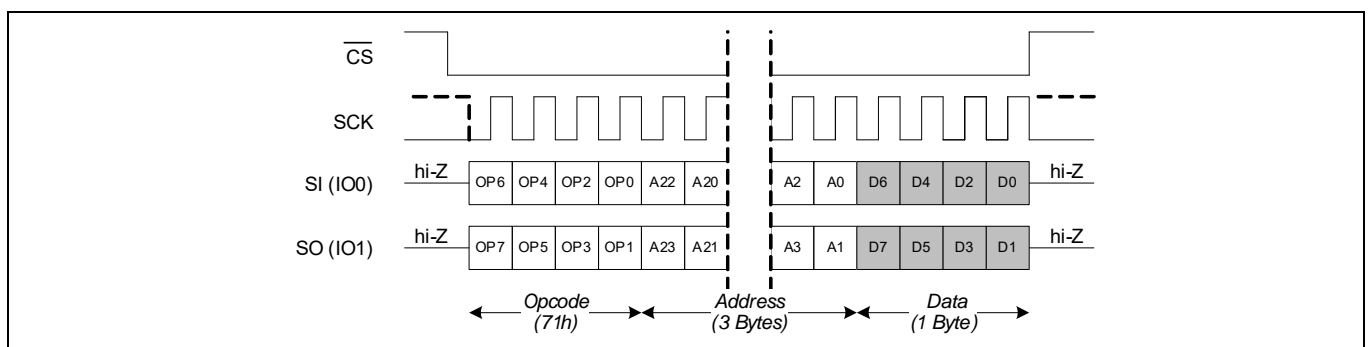 CS
SCK
hi-Z
SI (IO0)
OP6 OP4 OP2 OP0 A22 A20 A2 A0 D6 D4 D2 D0
hi-Z
hi-Z
SO (IO1)
OP7 OP5 OP3 OP1 A23 A21 A3 A1 D7 D5 D3 D1
hi-Z
Opcode
(71h)
Address
(3 Bytes)
Data
(1 Byte)